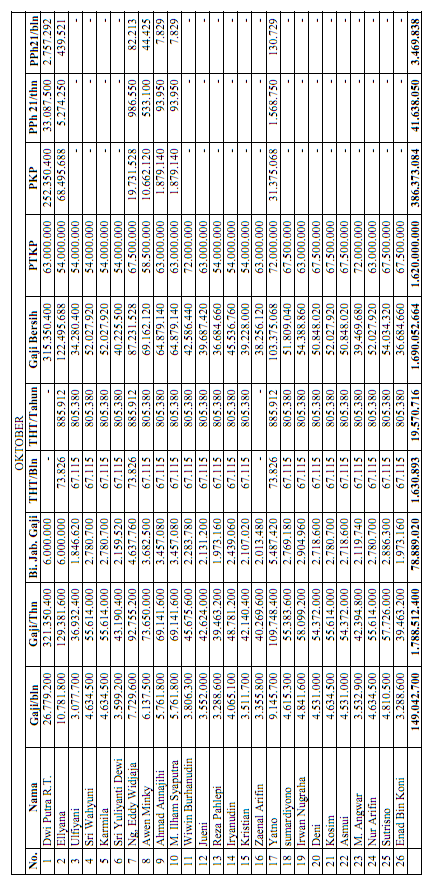 OKTOBER
No. Nama Gaji/bln Gaji/Thn Bi. Jab. Gaji THT/Bln THT/Tahun Gaji Bersih PTKP PKP PPh 21/thn PPh21/bln
1 Dwi Putra R.T. 26.779.200 321.350.400 6.000.000 - - 315.350.400 63.000.000 252.350.400 33.087.500 2.757.292
2 Ellyana 10.781.800 129.381.600 6.000.000 73.826 885.912 122.495.688 54.000.000 68.495.688 5.274.250 439.521
3 Ulfiyani 3.077.700 36.932.400 1.846.620 67.115 805.380 34.280.400 54.000.000 - - -
4 Sri Wahyuni 4.634.500 55.614.000 2.780.700 67.115 805.380 52.027.920 54.000.000 - - -
5 Karmila 4.634.500 55.614.000 2.780.700 67.115 805.380 52.027.920 54.000.000 - - -
6 Sri Yuliyanti Dewi 3.599.200 43.190.400 2.159.520 67.115 805.380 40.225.500 54.000.000 - - -
7 Ng. Eddy Widiaja 7.729.600 92.755.200 4.637.760 73.826 885.912 87.231.528 67.500.000 19.731.528 986.550 82.213
8 Awen Minky 6.137.500 73.650.000 3.682.500 67.115 805.380 69.162.120 58.500.000 10.662.120 533.100 44.425
9 Ahmad Annajihi 5.761.800 69.141.600 3.457.080 67.115 805.380 64.879.140 63.000.000 1.879.140 93.950 7.829
10 M. Ilham Syaputra 5.761.800 69.141.600 3.457.080 67.115 805.380 64.879.140 63.000.000 1.879.140 93.950 7.829
11 Wiwin Burhanudin 3.806.300 45.675.600 2.283.780 67.115 805.380 42.586.440 72.000.000 - - -
12 Jueni 3.552.000 42.624.000 2.131.200 67.115 805.380 39.687.420 63.000.000 - - -
13 Reza Pahlepi 3.288.600 39.463.200 1.973.160 67.115 805.380 36.684.660 54.000.000 - - -
14 Iryanudin 4.065.100 48.781.200 2.439.060 67.115 805.380 45.536.760 54.000.000 - - -
15 Kristian 3.511.700 42.140.400 2.107.020 67.115 805.380 39.228.000 54.000.000 - - -
16 Zaenal Arifin 3.355.800 40.269.600 2.013.480 - - 38.256.120 63.000.000 - - -
17 Yatno 9.145.700 109.748.400 5.487.420 73.826 885.912 103.375.068 72.000.000 31.375.068 1.568.750 130.729
18 sumardiyono 4.615.300 55.383.600 2.769.180 67.115 805.380 51.809.040 67.500.000 - - -
19 Irwan Nugraha 4.841.600 58.099.200 2.904.960 67.115 805.380 54.388.860 63.000.000 - - -
20 Deni 4.531.000 54.372.000 2.718.600 67.115 805.380 50.848.020 67.500.000 - - -
21 Kosim 4.634.500 55.614.000 2.780.700 67.115 805.380 52.027.920 63.000.000 - - -
22 Asmui 4.531.000 54.372.000 2.718.600 67.115 805.380 50.848.020 67.500.000 - - -
23 M. Angwar 3.532.900 42.394.800 2.119.740 67.115 805.380 39.469.680 72.000.000 - - -
24 Nur Arifin 4.634.500 55.614.000 2.780.700 67.115 805.380 52.027.920 63.000.000 - - -
25 Sutrisno 4.810.500 57.726.000 2.886.300 67.115 805.380 54.034.320 67.500.000 - - -
26 Enad Bin Koni 3.288.600 39.463.200 1.973.160 67.115 805.380 36.684.660 67.500.000 - - -
149.042.700 1.788.512.400 78.889.020 1.630.893 19.570.716 1.690.052.664 1.620.000.000 386.373.084 41.638.050 3.469.838